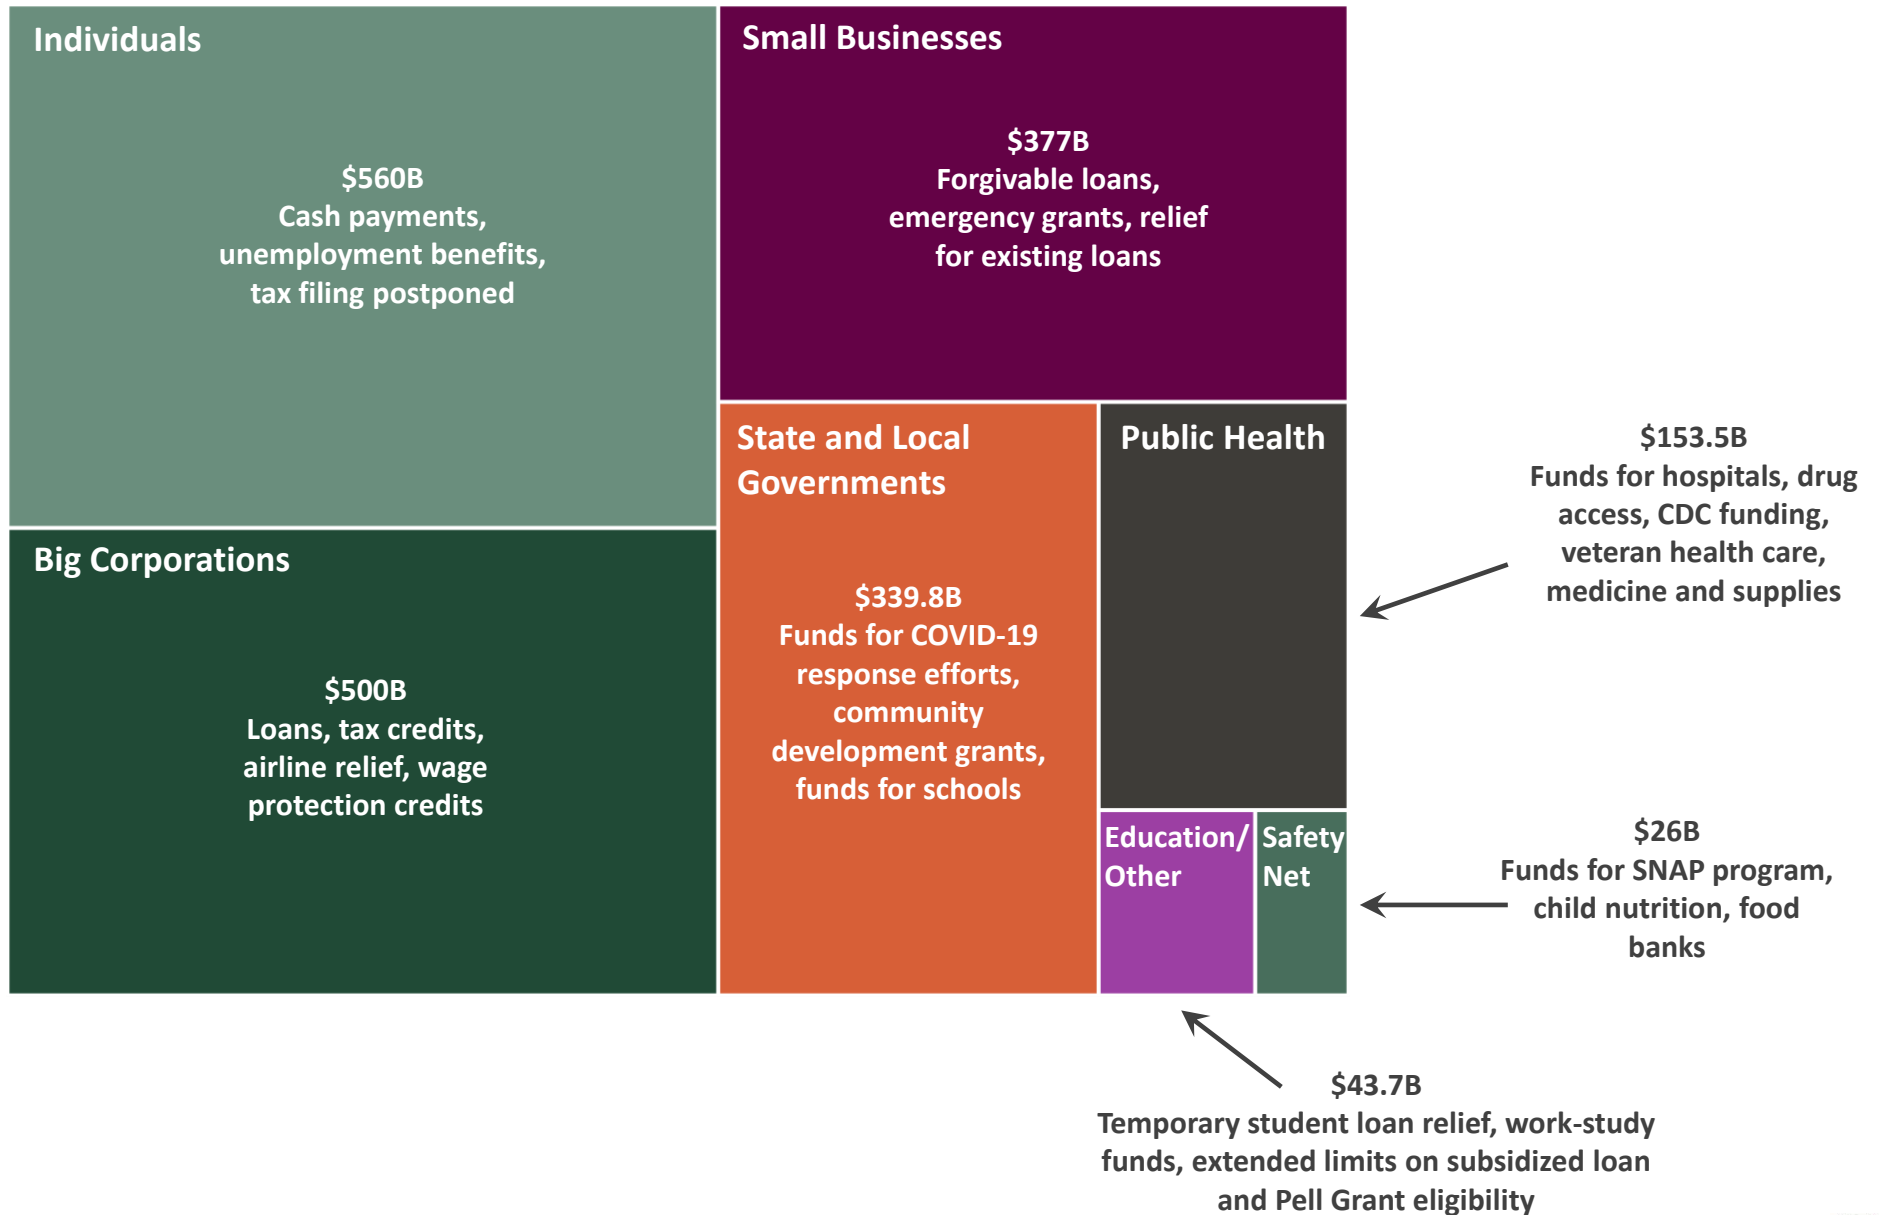 Individuals
$560B
Cash payments,
unemployment benefits,
tax filing postponed
Small Businesses
$377B
Forgivable loans,
emergency grants, relief
for existing loans
Big Corporations
$500B
Loans, tax credits,
airline relief, wage
protection credits
State and Local
Governments
$339.8B
Funds for COVID-19
response efforts,
community
development grants,
funds for schools
Public Health
$153.5B
Funds for hospitals, drug
access, CDC funding,
veteran health care,
medicine and supplies
Education/
Other
Safety
Net
$26B
Funds for SNAP program,
child nutrition, food
banks
$43.7B
Temporary student loan relief, work-study
funds, extended limits on subsidized loan
and Pell Grant eligibility